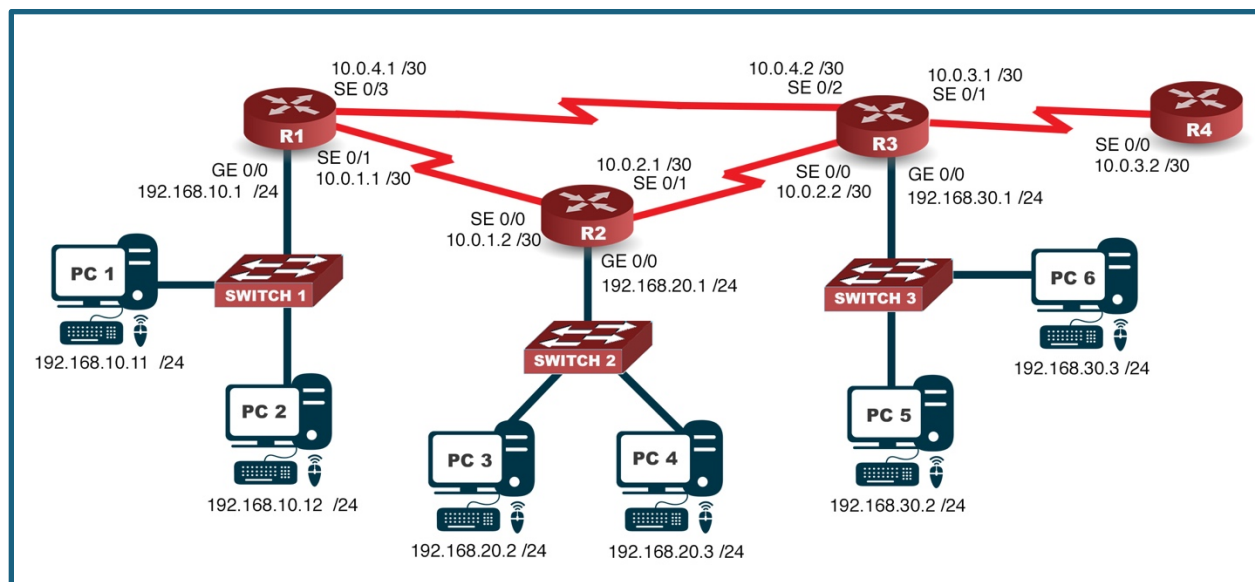 10.0.4.1 /30
SE 0/3
10.0.4.2 /30
SE 0/2
10.0.3.1 /30
SE 0/1
R1
R3
R4
GE 0/0
192.168.10.1 /24
SE 0/1
10.0.1.1 /30
10.0.2.1 /30
SE 0/1
SE 0/0
10.0.2.2 /30
GE 0/0
192.168.30.1 /24
SE 0/0
10.0.3.2 /30
SE 0/0
10.0.1.2 /30
R2
GE 0/0
192.168.20.1 /24
PC 1
SWITCH 1
192.168.10.11 /24
SWITCH 3
PC 6
192.168.30.3 /24
SWITCH 2
PC 2
192.168.10.12 /24
PC 3
192.168.20.2 /24
PC 4
192.168.20.3 /24
PC 5
192.168.30.2 /24